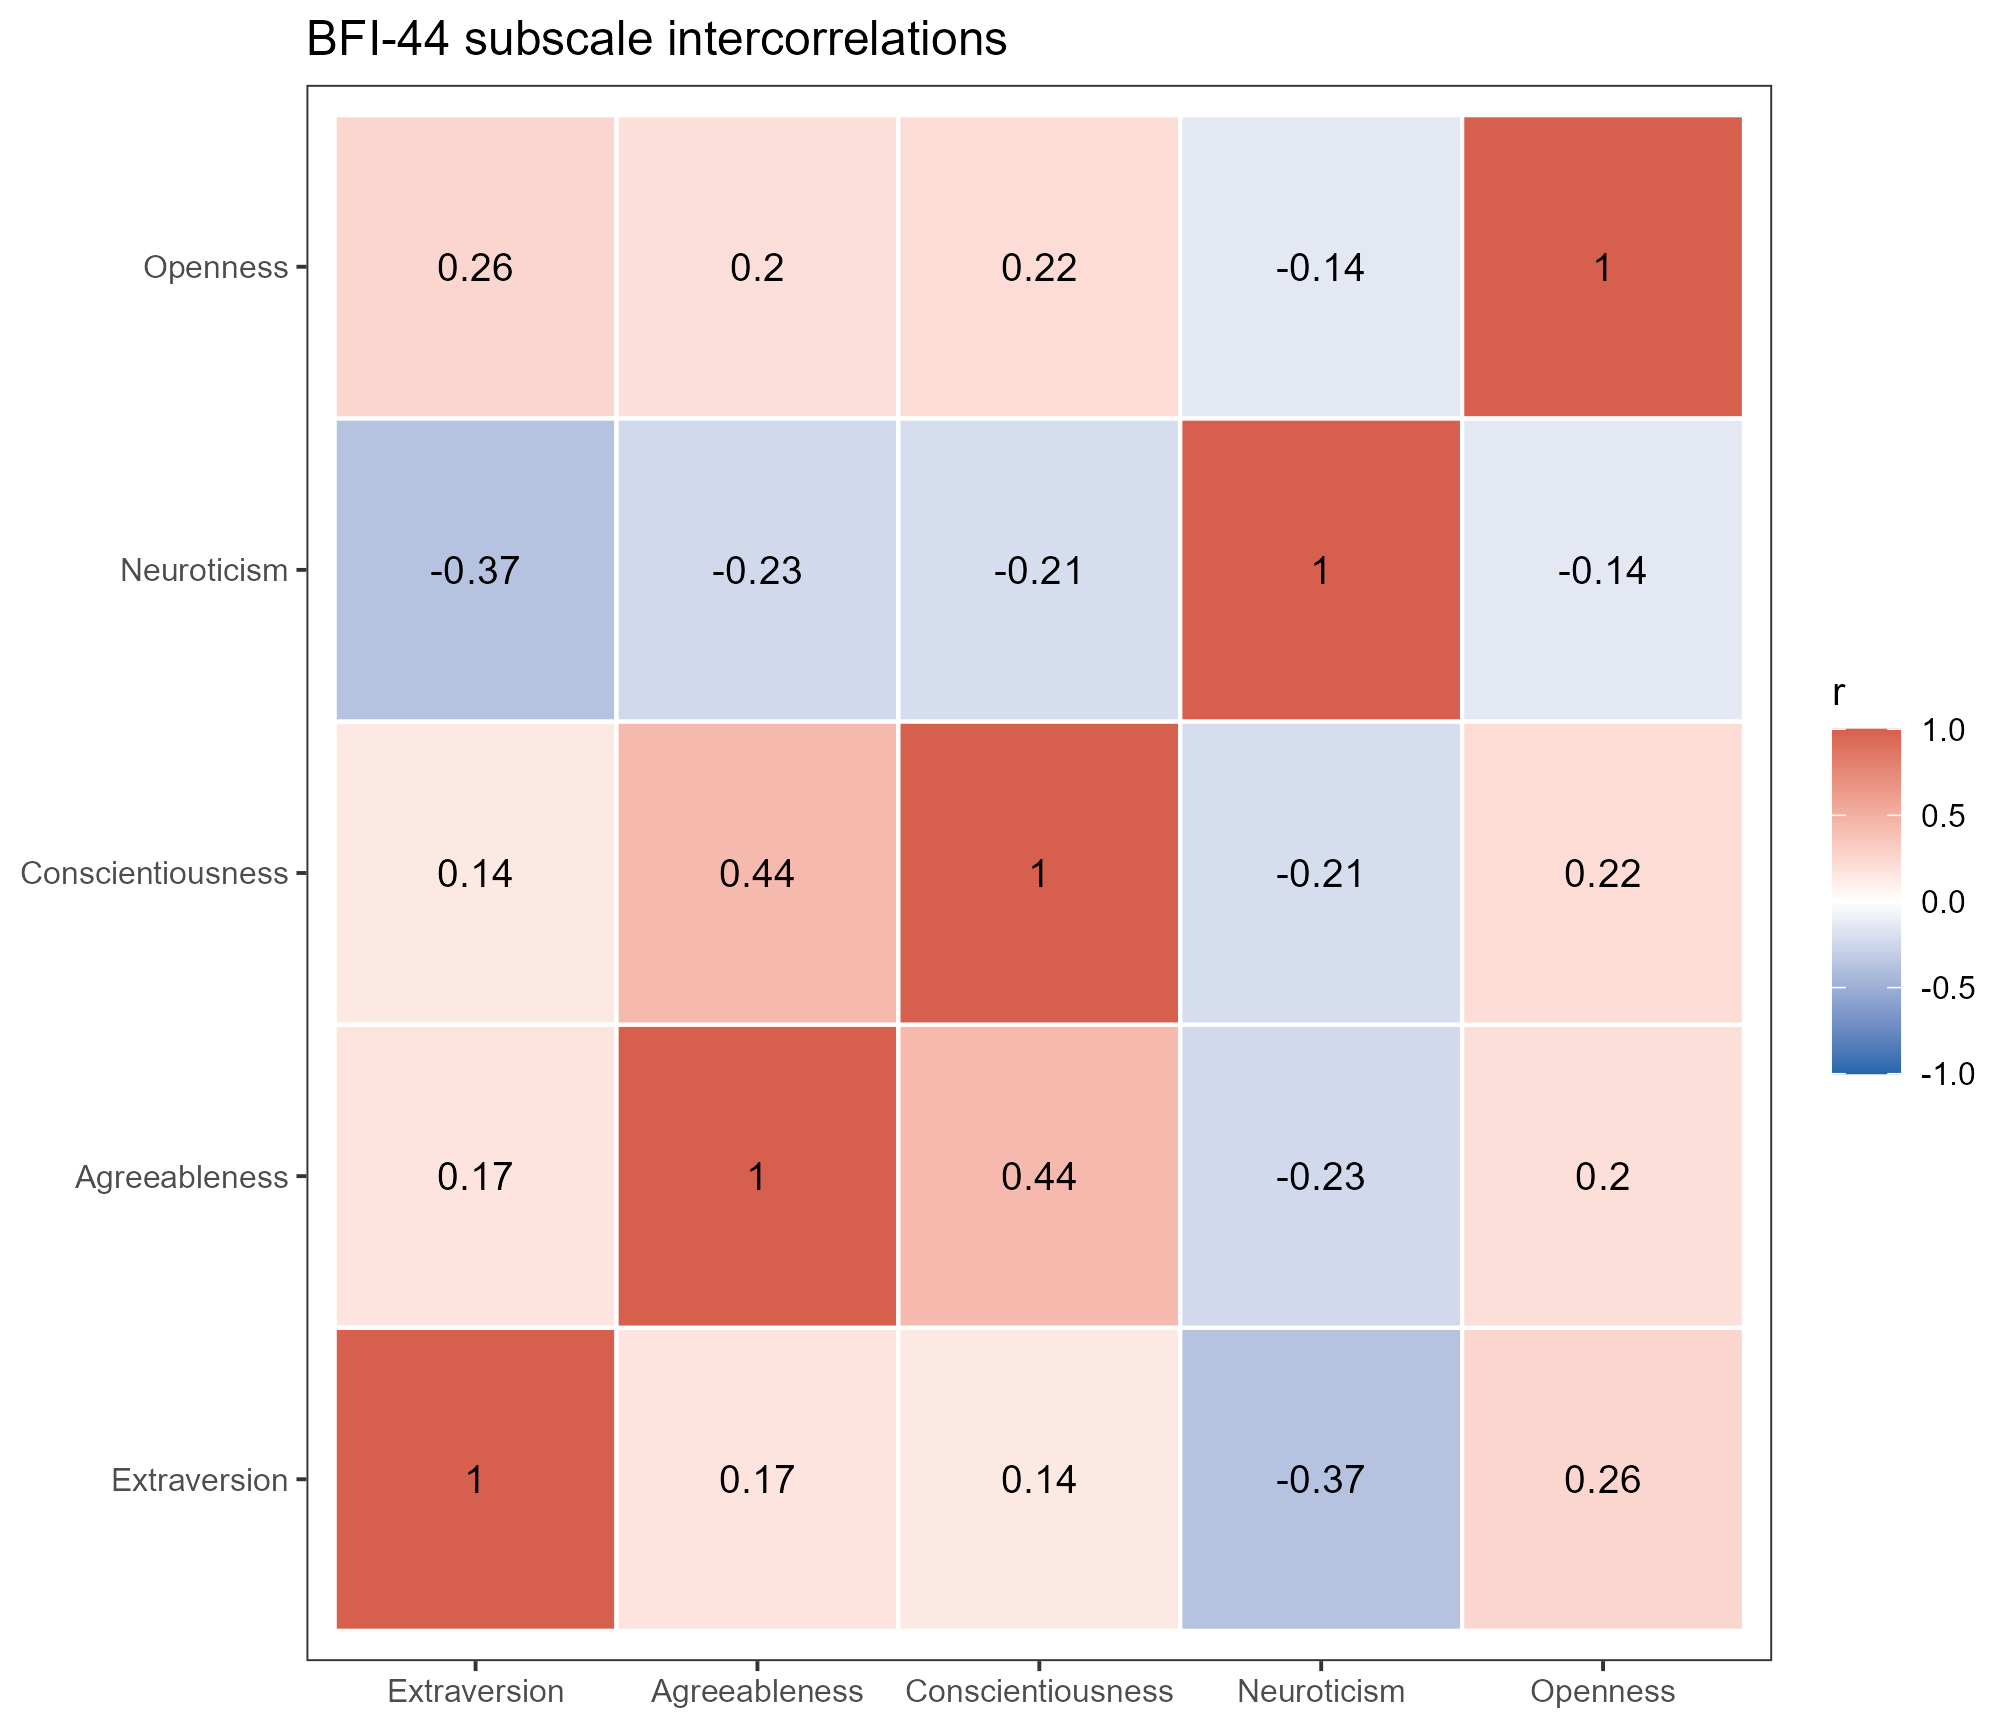 BFI-44 subscale intercorrelations
Openness 0.26 0.2 0.22 -0.14 1
Neuroticism -0.37 -0.23 -0.21 1 -0.14
Conscientiousness 0.14 0.44 1 -0.21 0.22
Agreeableness 0.17 1 0.44 -0.23 0.2
Extraversion 1 0.17 0.14 -0.37 0.26
Extraversion Agreeableness Conscientiousness Neuroticism Openness
r
1.0
0.5
0.0
-0.5
-1.0